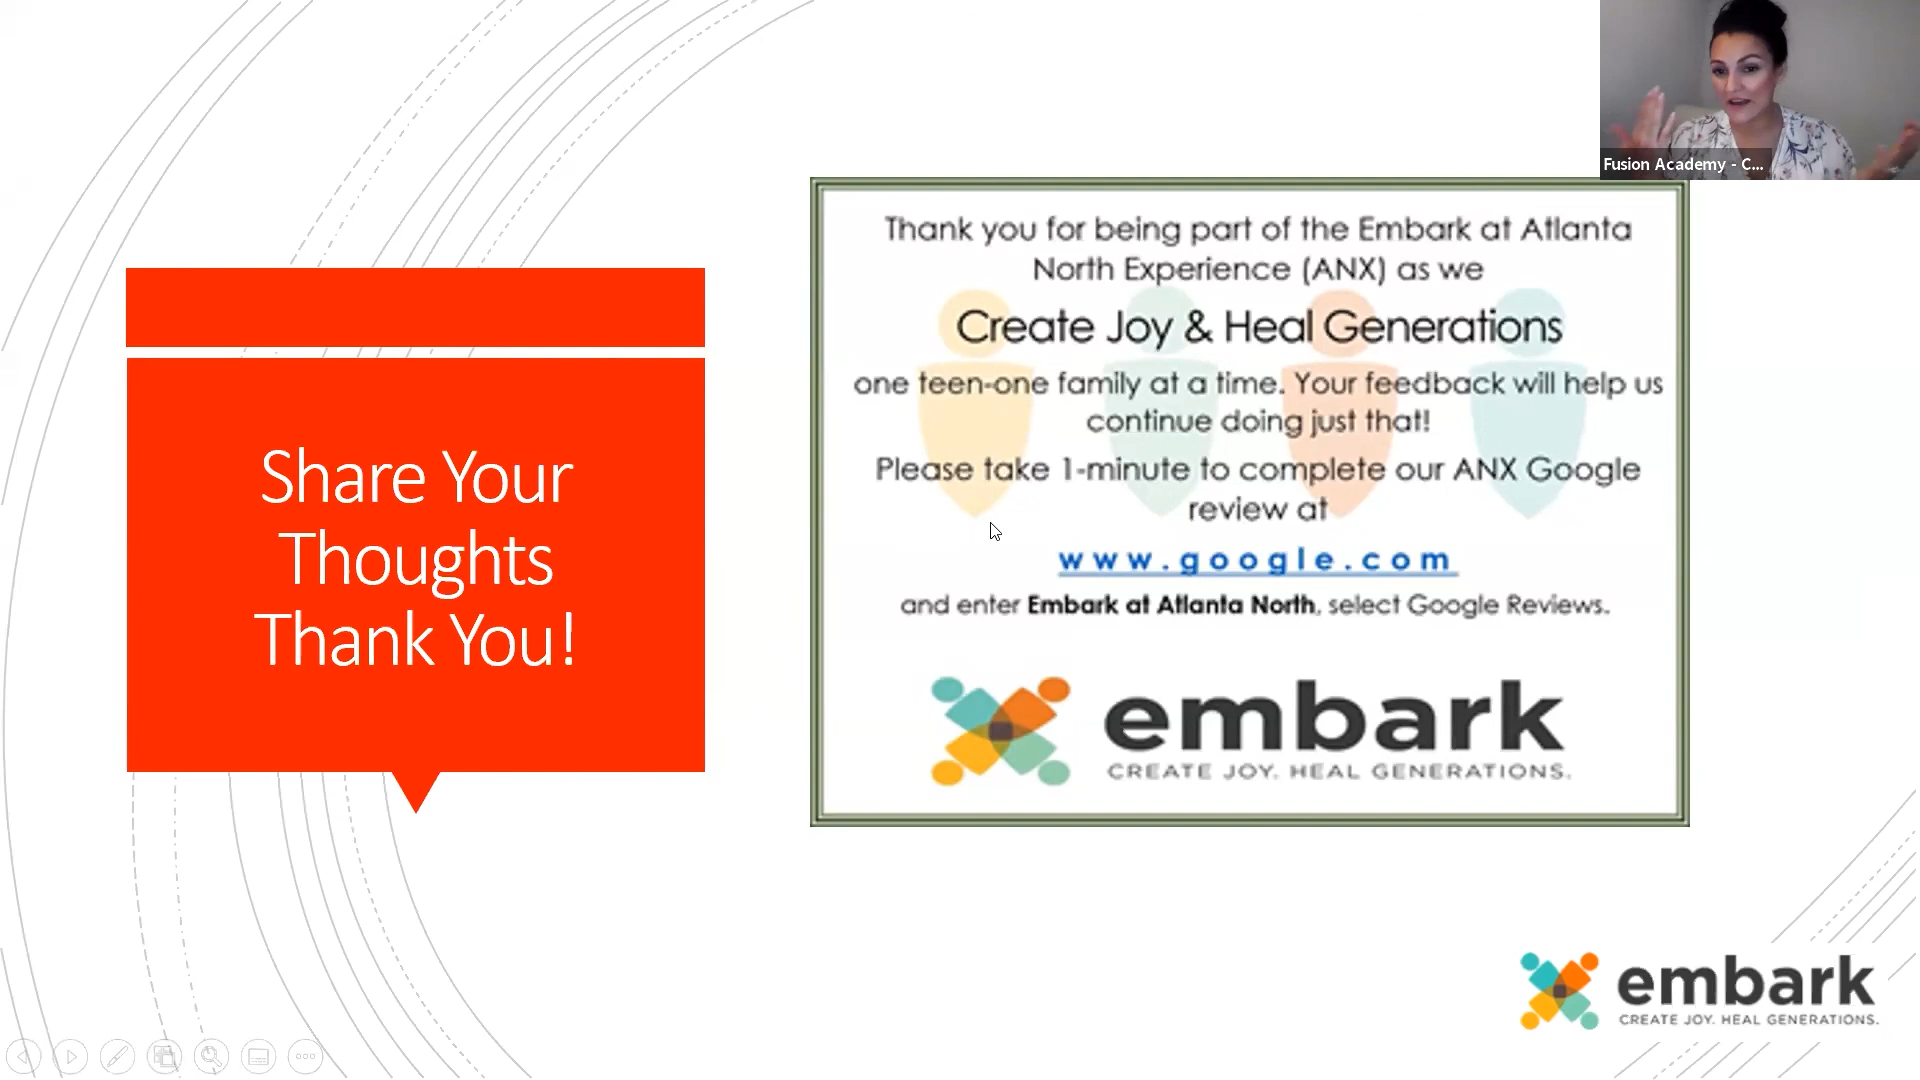 Fusion Academy - C...
Share Your
Thoughts
Thank You!
Thank you for being part of the Embark at Atlanta
North Experience (ANX) as we
Create Joy & Heal Generations
one teen-one family at a time. Your feedback will help us
continue doing just that!
Please take 1-minute to complete our ANX Google
review at
www.google.com
and enter Embark at Atlanta North, select Google Reviews.
embark
CREATE JOY. HEAL GENERATIONS.
embark
CREATE JOY. HEAL GENERATIONS.